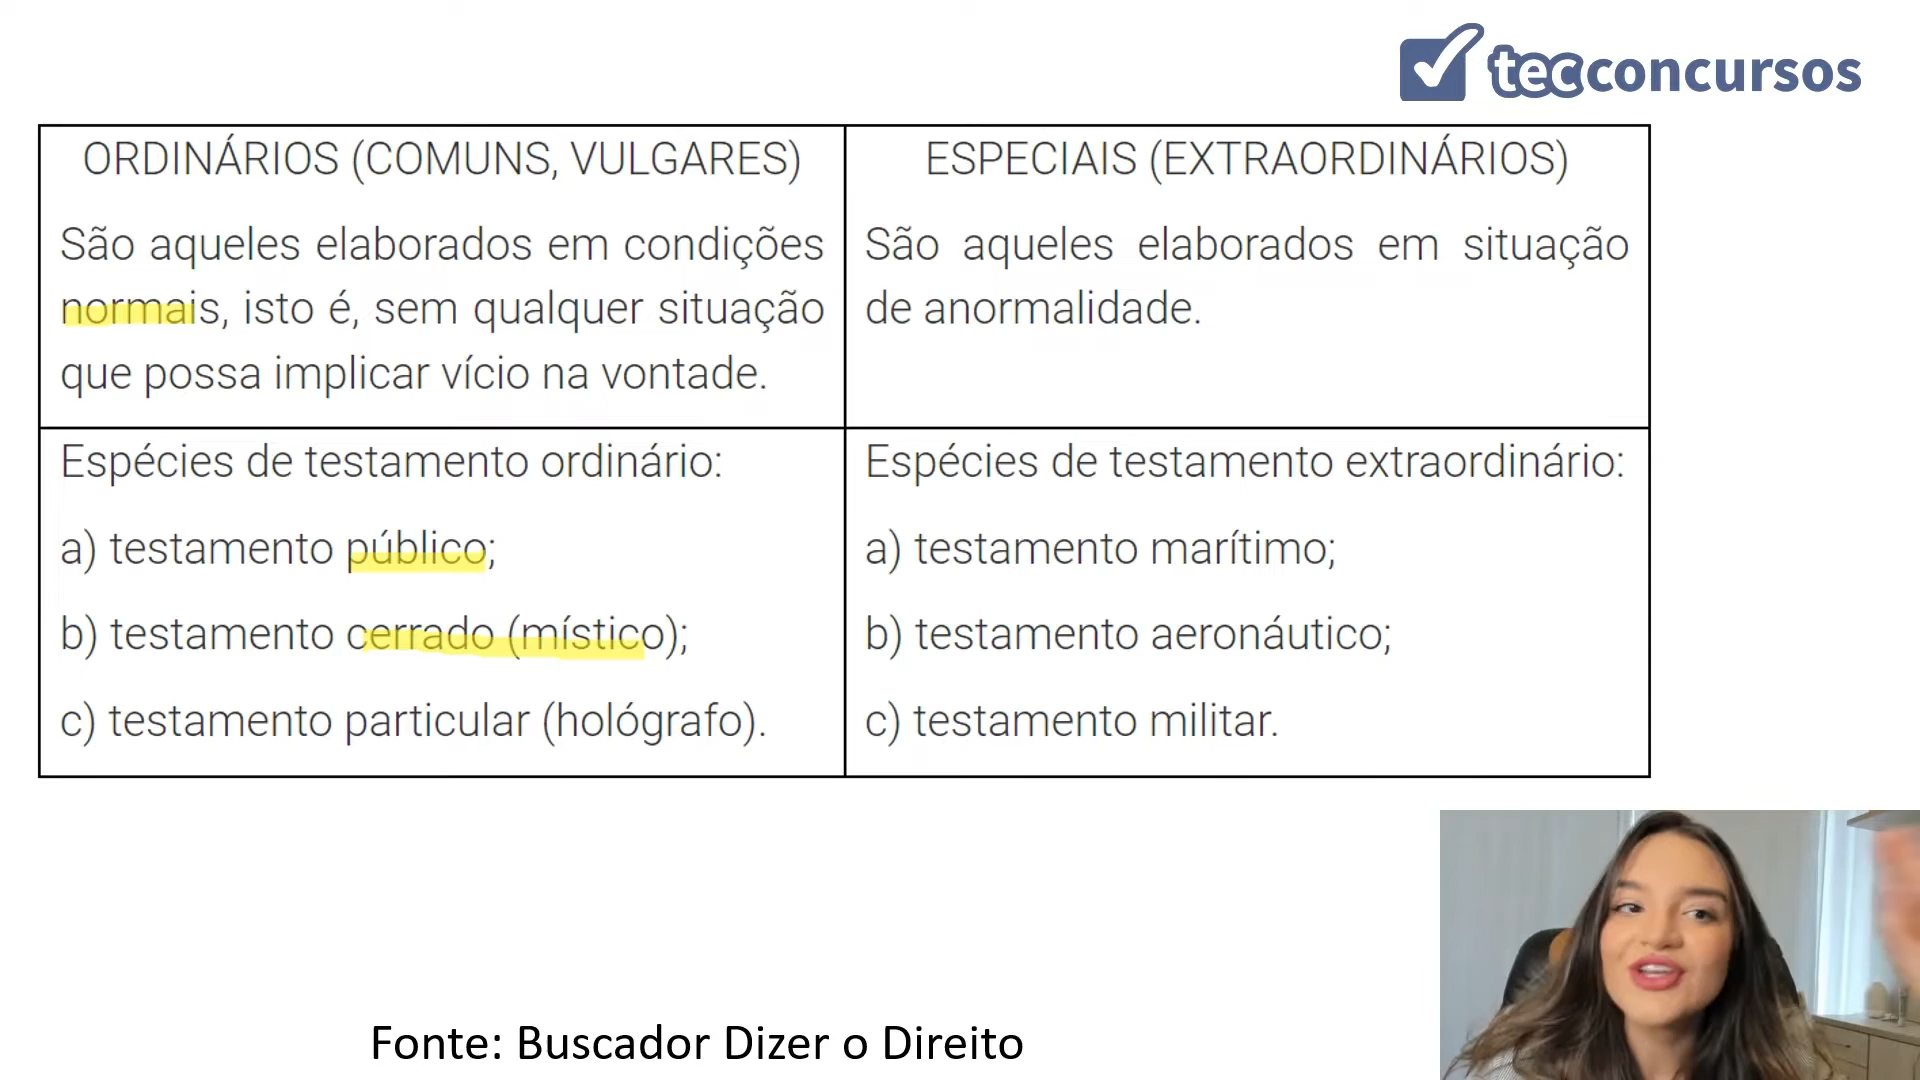 tecconcursos
ORDINÁRIOS (COMUNS, VULGARES)
São aqueles elaborados em condições
normais, isto é, sem qualquer situação
que possa implicar vício na vontade.
ESPECIAIS (EXTRAORDINÁRIOS)
São aqueles elaborados em situação
de anormalidade.
Espécies de testamento ordinário:
a) testamento público;
b) testamento cerrado (místico);
c) testamento particular (hológrafo).
Espécies de testamento extraordinário:
a) testamento marítimo;
b) testamento aeronáutico;
c) testamento militar.
Fonte: Buscador Dizer o Direito